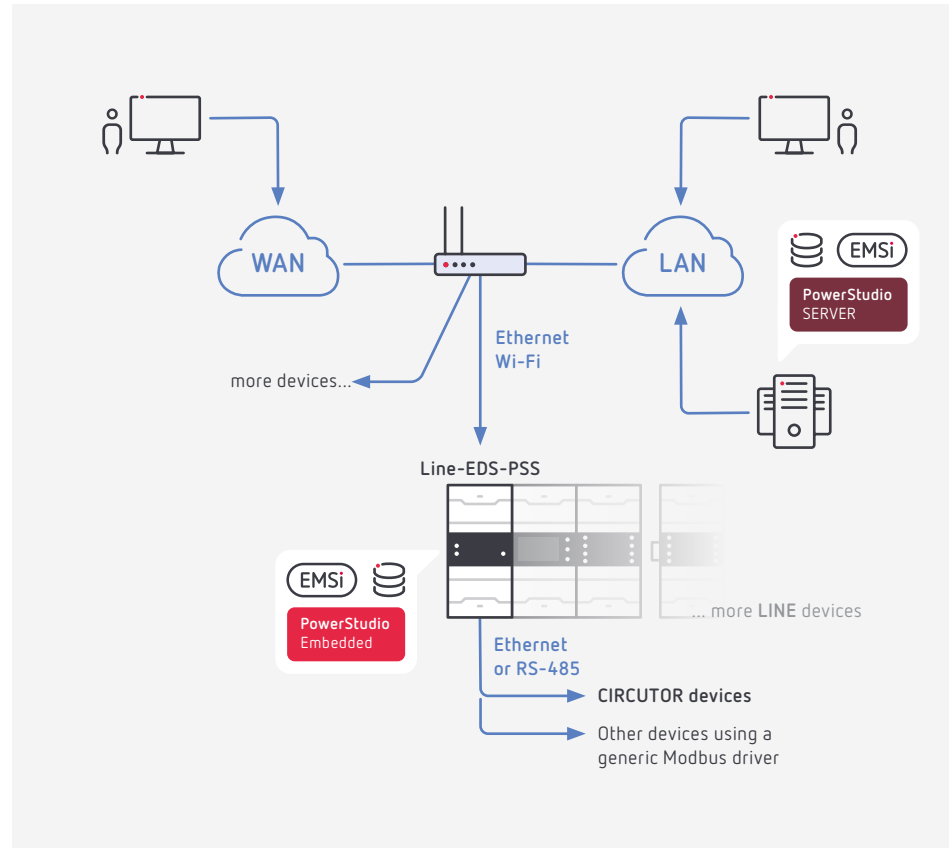 WAN
LAN
EMSi
PowerStudio
SERVER
Ethernet
Wi-Fi
more devices...
Line-EDS-PSS
EMSi
PowerStudio
Embedded
... more LINE devices
Ethernet
or RS-485
CIRCUTOR devices
Other devices using a
generic Modbus driver